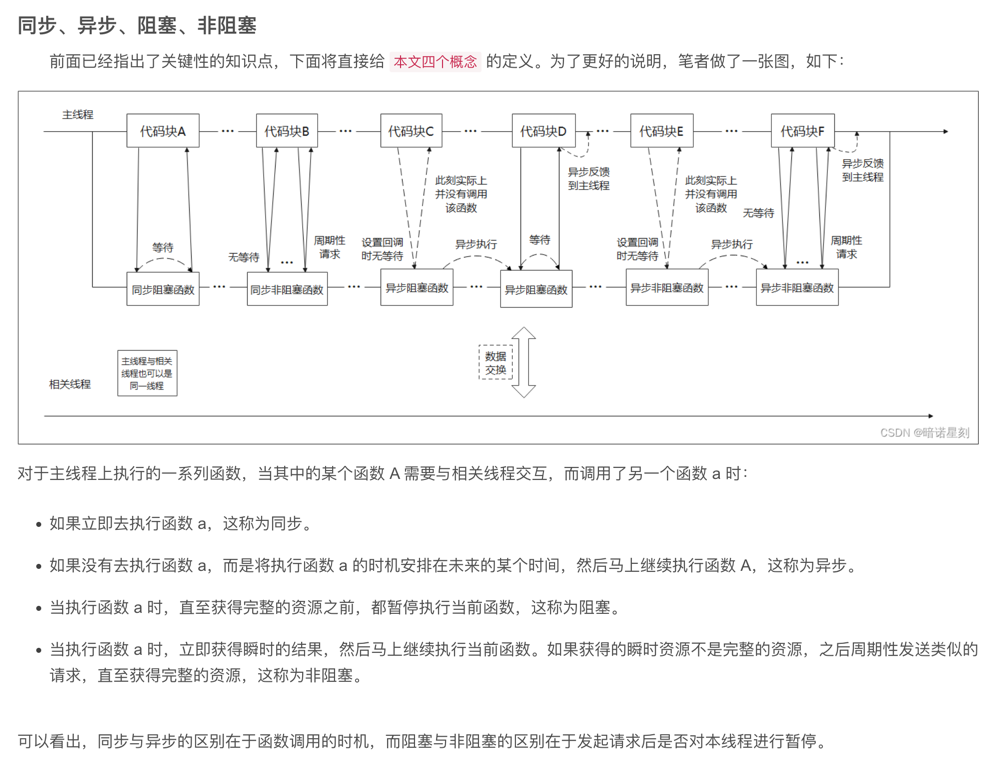 同步、异步、阻塞、非阻塞
前面已经指出了关键性的知识点，下面将直接给 本文四个概念 的定义。为了更好的说明，笔者做了一张图，如下：
主线程
代码块A ··· 代码块B ··· 代码块C ··· 代码块D ··· 代码块E ··· 代码块F
异步反馈
到主线程
异步反馈
到主线程
此刻实际上
并没有调用
该函数
此刻实际上
并没有调用
该函数
无等待
等待
无等待
···
周期性
请求
设置回调
时无等待
异步执行
等待
设置回调
时无等待
异步执行
···
周期性
请求
同步阻塞函数 ··· 同步非阻塞函数 ··· 异步阻塞函数 ··· 异步阻塞函数 ··· 异步非阻塞函数 ··· 异步非阻塞函数
数据
交换
主线程与相关
线程也可以是
同一线程
相关线程
CSDN @暗诺星刻
对于主线程上执行的一系列函数，当其中的某个函数 A 需要与相关线程交互，而调用了另一个函数 a 时：
• 如果立即去执行函数 a，这称为同步。
• 如果没有去执行函数 a，而是将执行函数 a 的时机安排在未来的某个时间，然后马上继续执行函数 A，这称为异步。
• 当执行函数 a 时，直至获得完整的资源之前，都暂停执行当前函数，这称为阻塞。
• 当执行函数 a 时，立即获得瞬时的结果，然后马上继续执行当前函数。如果获得的瞬时资源不是完整的资源，之后周期性发送类似的
请求，直至获得完整的资源，这称为非阻塞。
可以看出，同步与异步的区别在于函数调用的时机，而阻塞与非阻塞的区别在于发起请求后是否对本线程进行暂停。